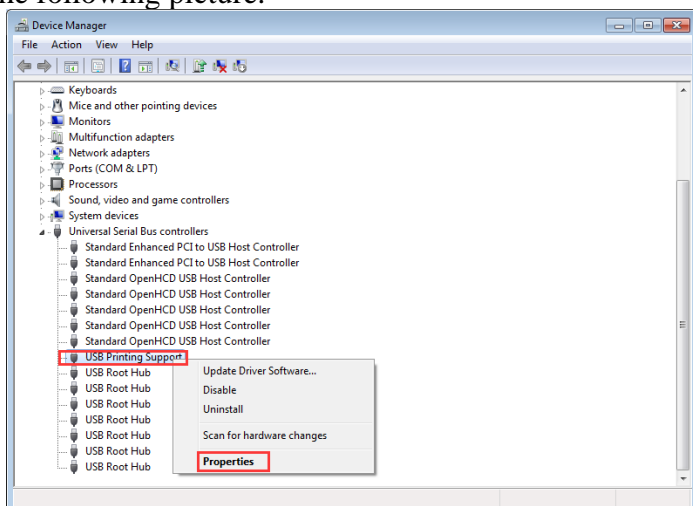 he following picture.
Device Manager
File Action View Help
Keyboards
Mice and other pointing devices
Monitors
Multifunction adapters
Network adapters
Ports (COM & LPT)
Processors
Sound, video and game controllers
System devices
Universal Serial Bus controllers
Standard Enhanced PCI to USB Host Controller
Standard Enhanced PCI to USB Host Controller
Standard OpenHCD USB Host Controller
Standard OpenHCD USB Host Controller
Standard OpenHCD USB Host Controller
Standard OpenHCD USB Host Controller
Standard OpenHCD USB Host Controller
USB Printing Support
USB Root Hub
USB Root Hub
USB Root Hub
USB Root Hub
USB Root Hub
USB Root Hub
USB Root Hub
Update Driver Software...
Disable
Uninstall
Scan for hardware changes
Properties